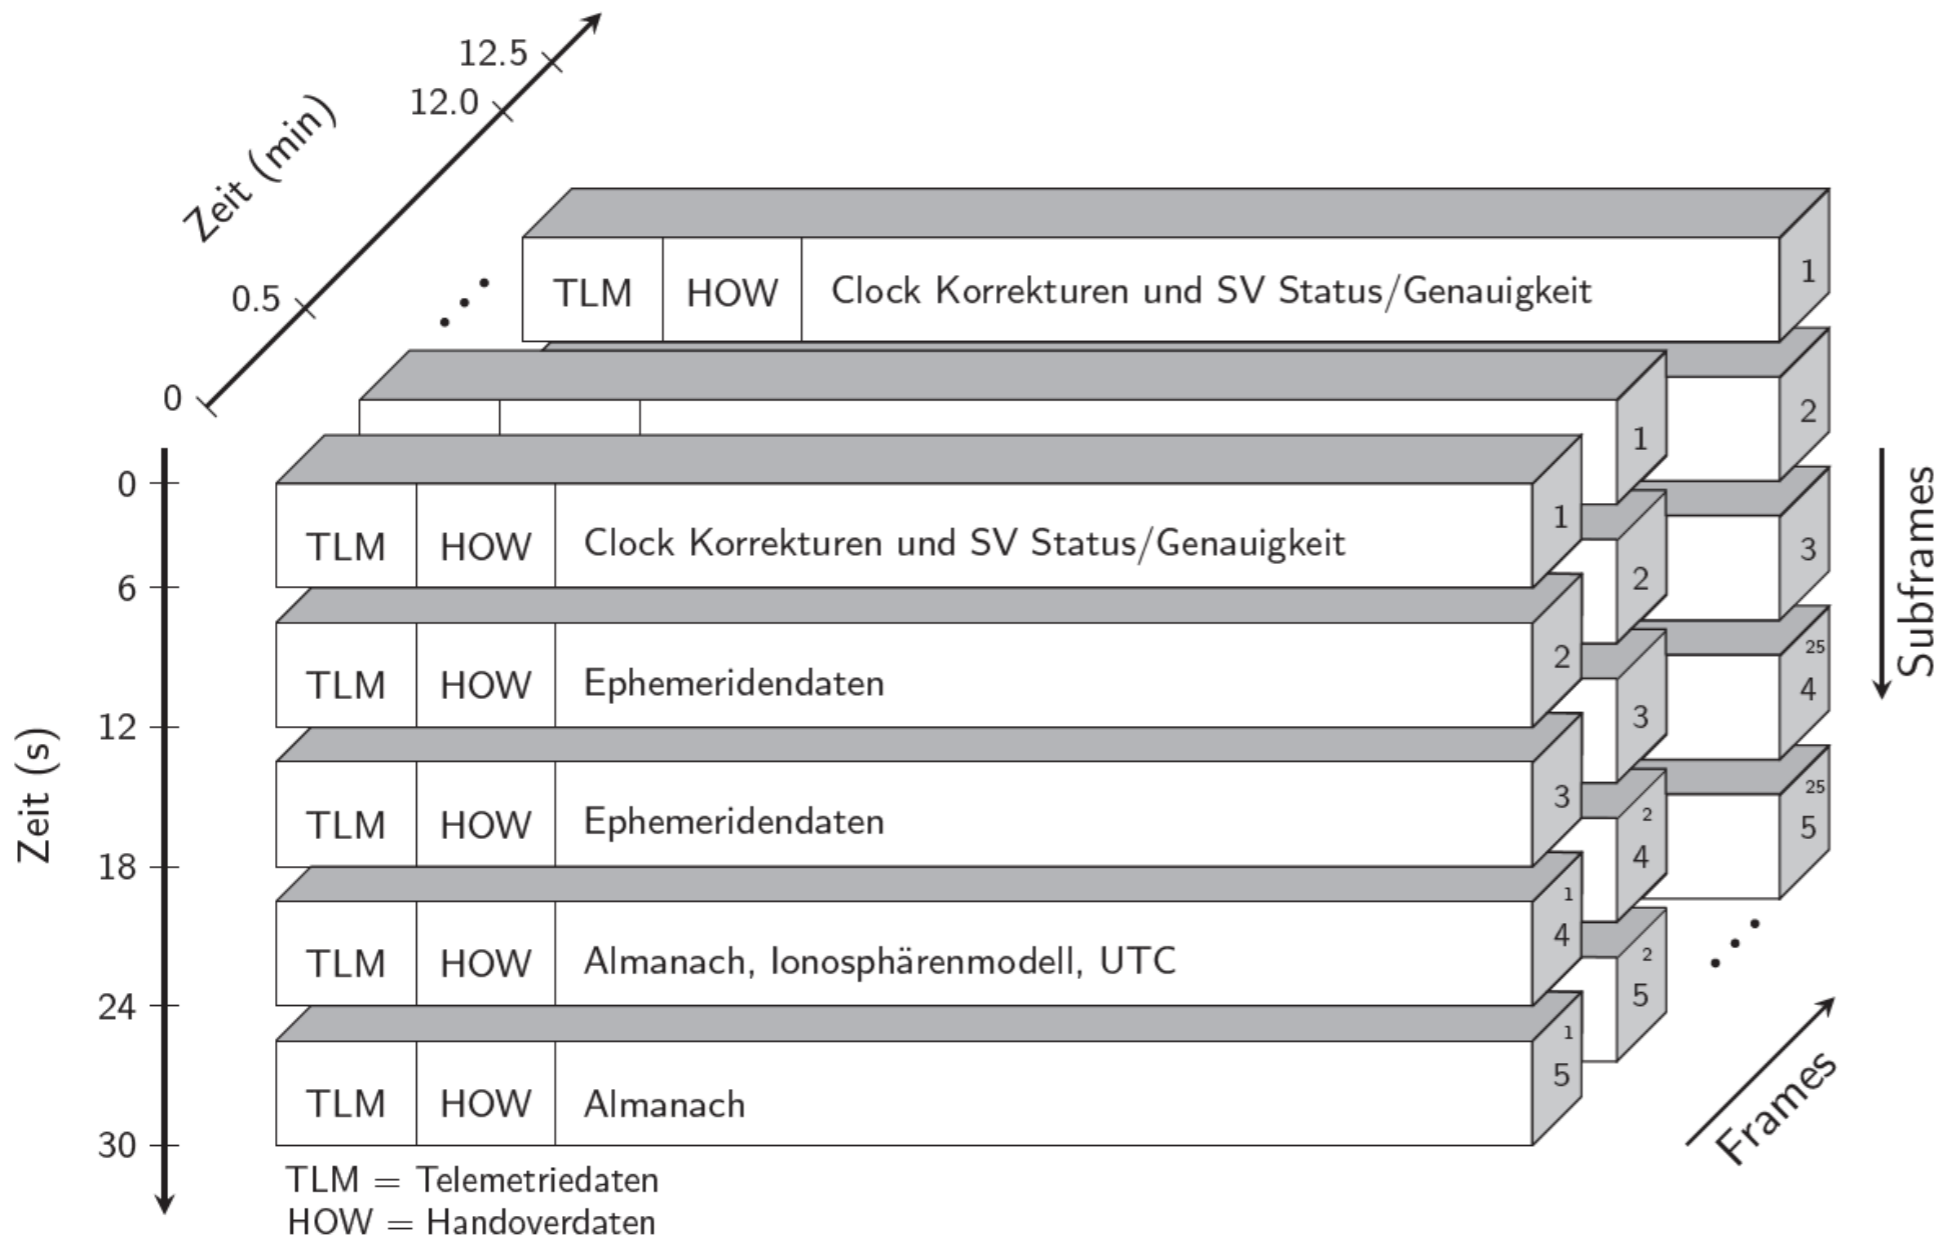 12.5
12.0
Zeit (min)
0.5
0
TLM HOW Clock Korrekturen und SV Status/Genauigkeit 1
2
3
25
4
25
5
1
2
3
2
4
2
5
Zeit (s)
0
6
12
18
24
30
TLM HOW Clock Korrekturen und SV Status/Genauigkeit 1
TLM HOW Ephemeridendaten 2
TLM HOW Ephemeridendaten 3
1
TLM HOW Almanach, Ionosphärenmodell, UTC 4
1
TLM HOW Almanach 5
Subframes
Frames
TLM = Telemetriedaten
HOW = Handoverdaten